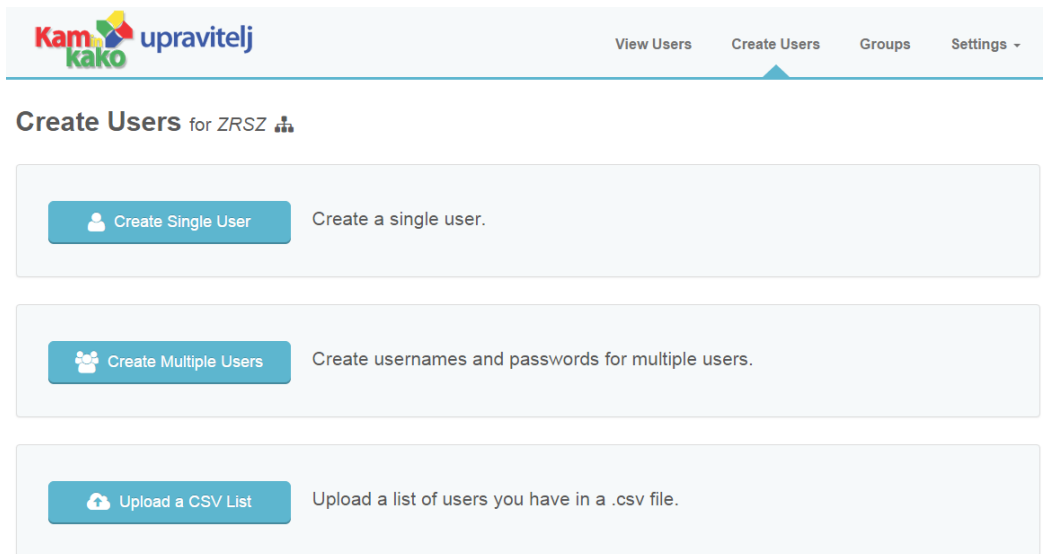 Kam in kako upravitelj
View Users Create Users Groups Settings
Create Users for ZRSZ
Create Single User Create a single user.
Create Multiple Users Create usernames and passwords for multiple users.
Upload a CSV List Upload a list of users you have in a .csv file.